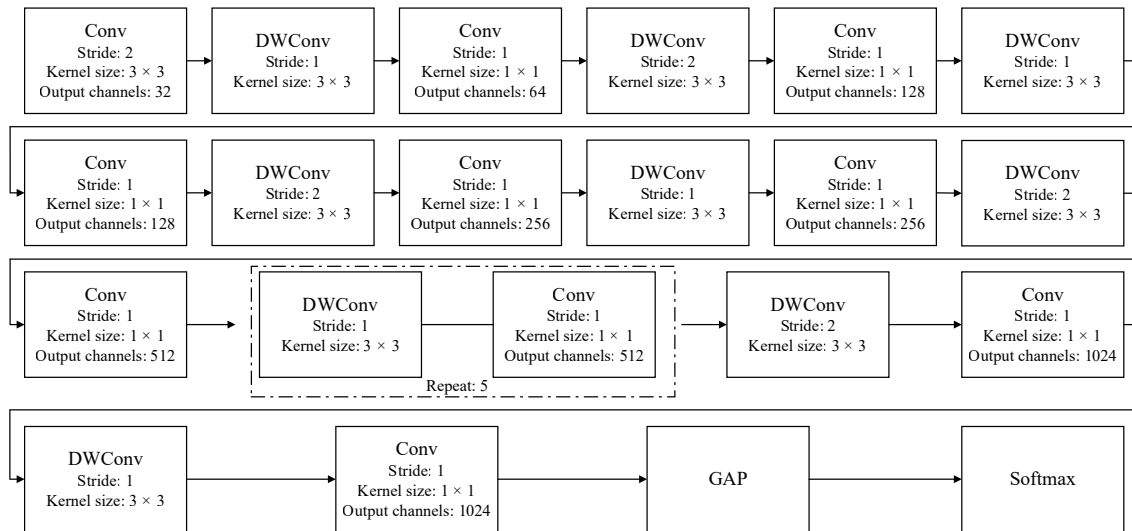 Conv
Stride: 2
Kernel size: 3 × 3
Output channels: 32
DWConv
Stride: 1
Kernel size: 3 × 3
Conv
Stride: 1
Kernel size: 1 × 1
Output channels: 64
DWConv
Stride: 2
Kernel size: 3 × 3
Conv
Stride: 1
Kernel size: 1 × 1
Output channels: 128
DWConv
Stride: 1
Kernel size: 3 × 3
Conv
Stride: 1
Kernel size: 1 × 1
Output channels: 128
DWConv
Stride: 2
Kernel size: 3 × 3
Conv
Stride: 1
Kernel size: 1 × 1
Output channels: 256
DWConv
Stride: 1
Kernel size: 3 × 3
Conv
Stride: 1
Kernel size: 1 × 1
Output channels: 256
DWConv
Stride: 2
Kernel size: 3 × 3
Conv
Stride: 1
Kernel size: 1 × 1
Output channels: 512
DWConv
Stride: 1
Kernel size: 3 × 3
Conv
Stride: 1
Kernel size: 1 × 1
Output channels: 512
Repeat: 5
DWConv
Stride: 2
Kernel size: 3 × 3
Conv
Stride: 1
Kernel size: 1 × 1
Output channels: 1024
DWConv
Stride: 1
Kernel size: 3 × 3
Conv
Stride: 1
Kernel size: 1 × 1
Output channels: 1024
GAP
Softmax